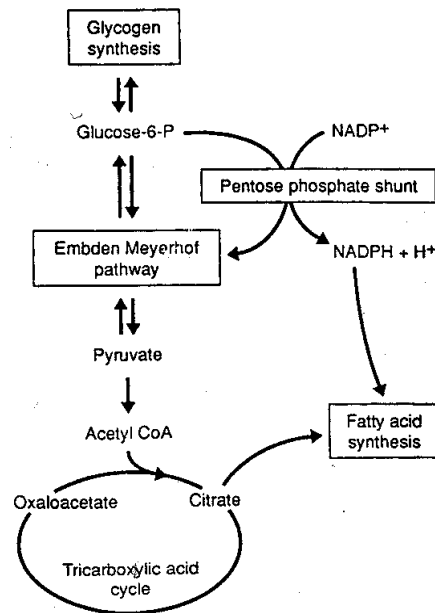 Glycogen
synthesis
Glucose-6-P
NADP+
Pentose phosphate shunt
Embden Meyerhof
pathway
NADPH + H+
Pyruvate
Acetyl CoA
Fatty acid
synthesis
Oxaloacetate
Citrate
Tricarboxylic acid
cycle